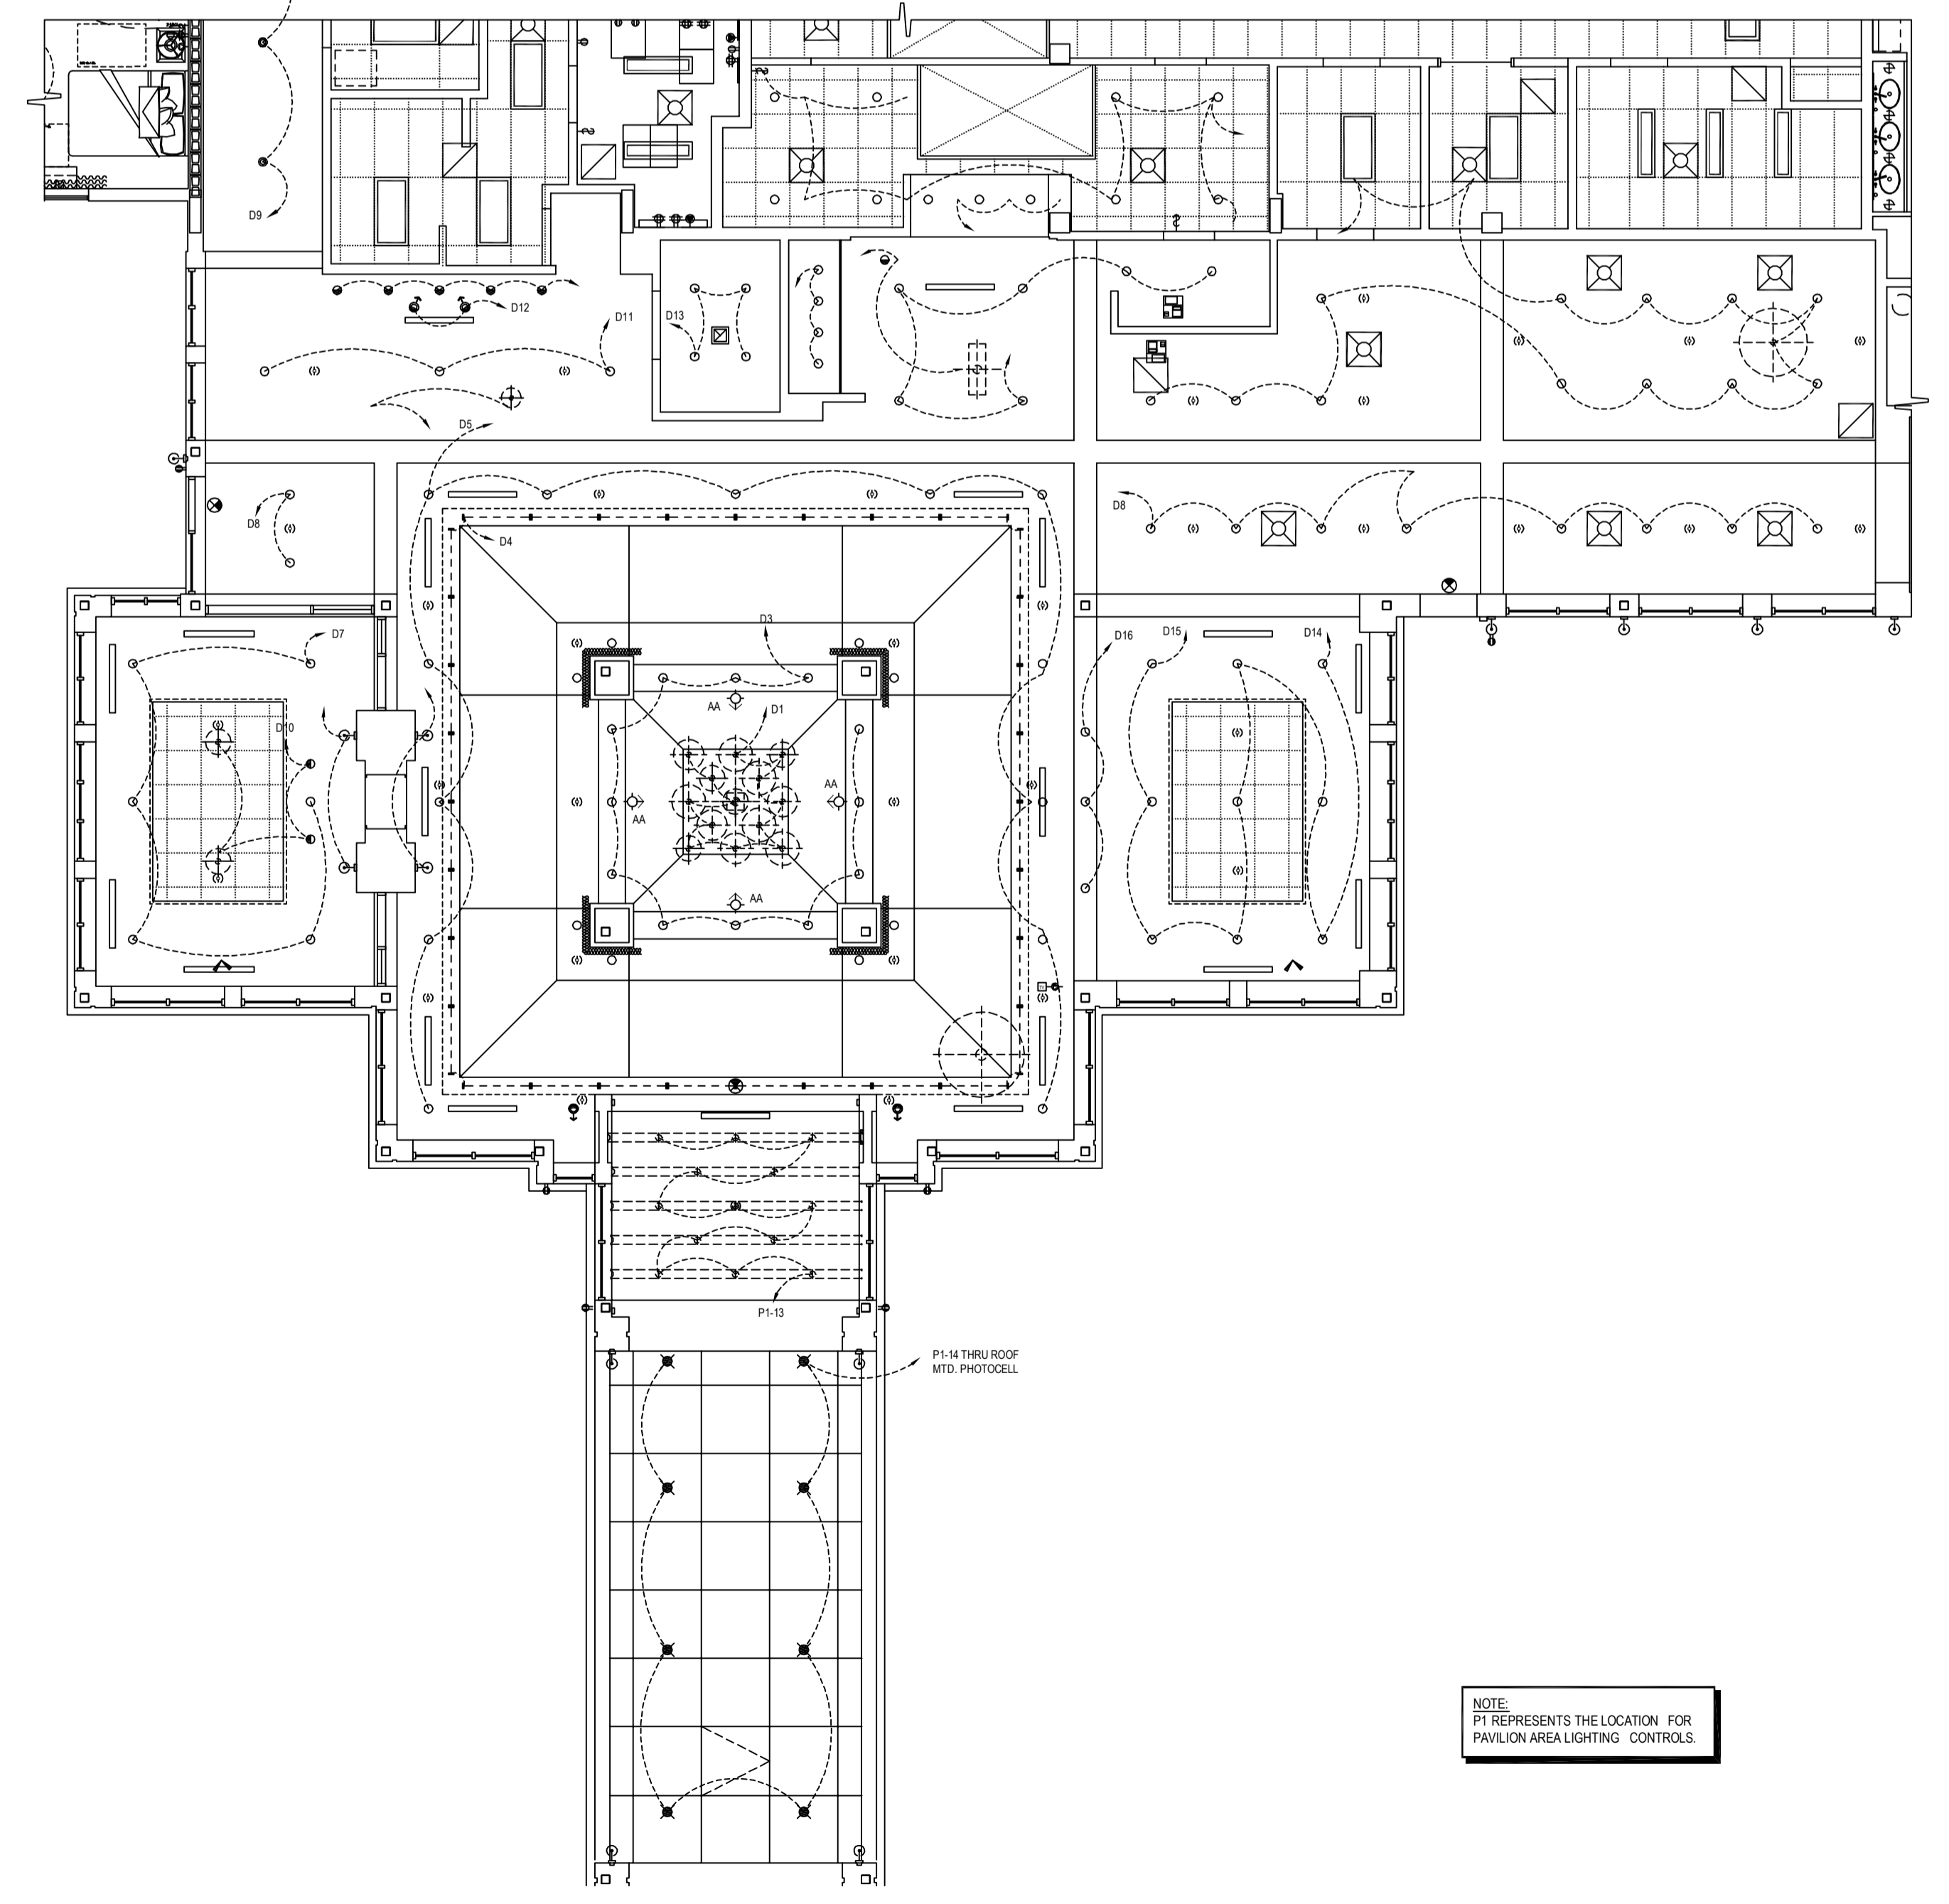 D9
D12
D11
D13
D5
D8
D8
D4
D3
D7
D16
D15
D14
AA
D1
D10
AA
AA
AA
P1-13
P1-14 THRU ROOF
MTD. PHOTOCELL
NOTE:
P1 REPRESENTS THE LOCATION FOR
PAVILION AREA LIGHTING CONTROLS.